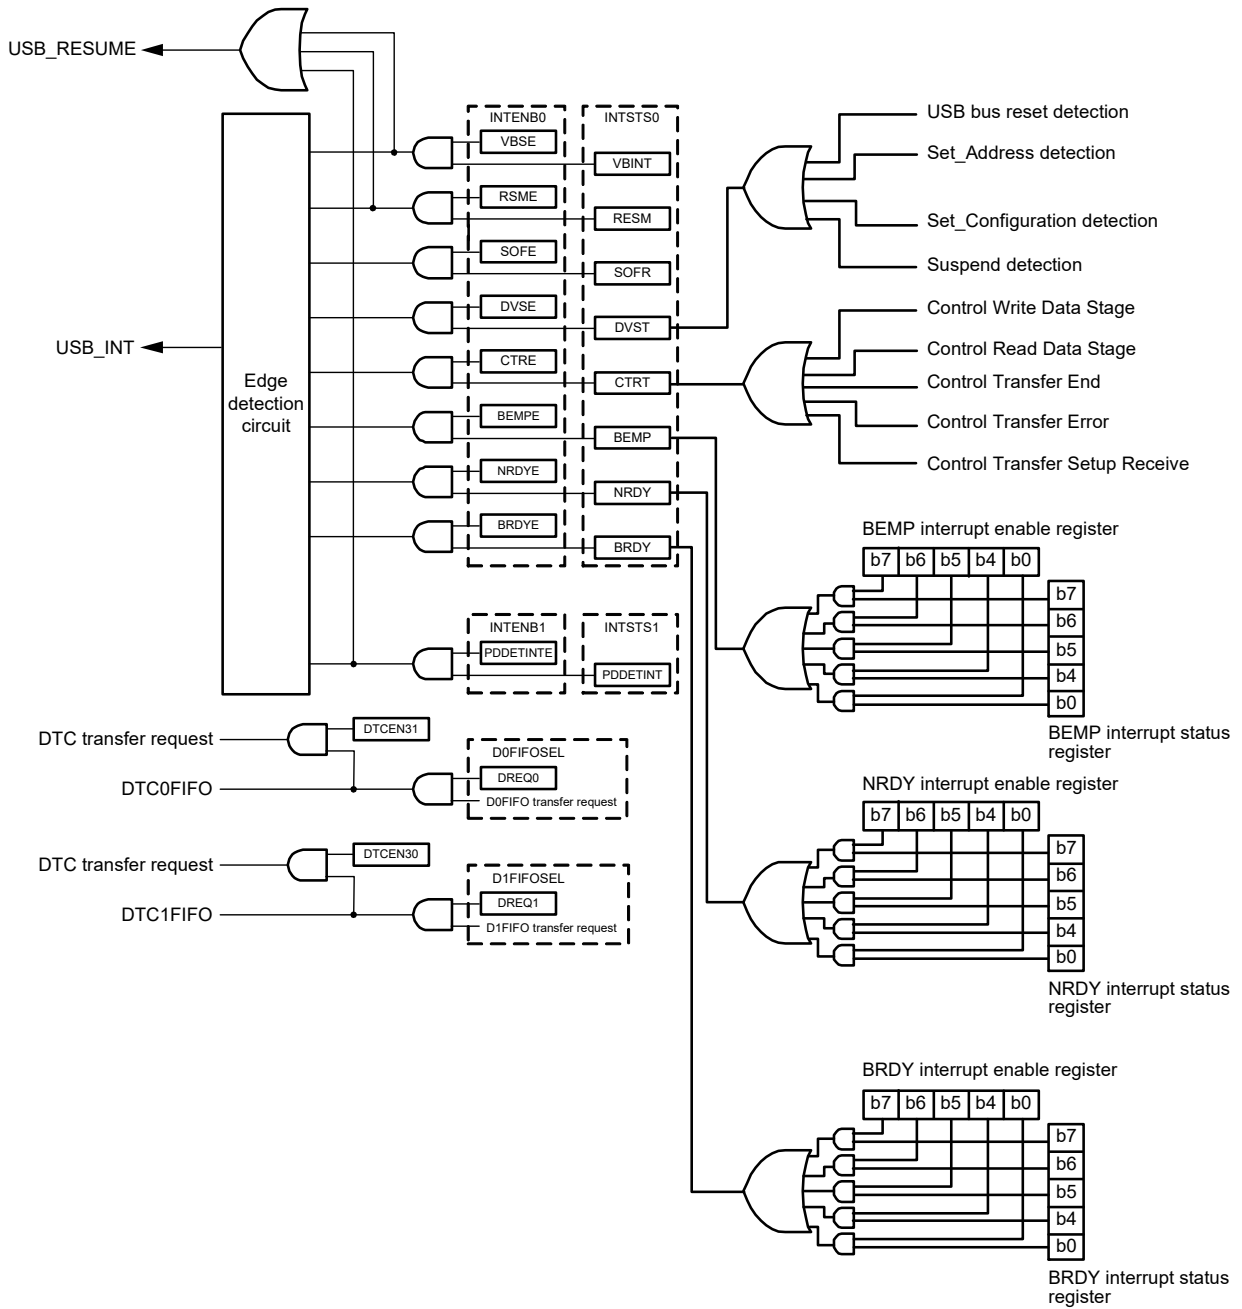 USB_RESUME
USB_INT
Edge
detection
circuit
INTENB0
VBSE
RSME
SOFE
DVSE
CTRE
BEMPE
NRDYE
BRDYE
INTSTS0
VBINT
RESM
SOFR
DVST
CTRT
BEMP
NRDY
BRDY
INTENB1
PDDETINTE
INTSTS1
PDDETINT
USB bus reset detection
Set_Address detection
Set_Configuration detection
Suspend detection
Control Write Data Stage
Control Read Data Stage
Control Transfer End
Control Transfer Error
Control Transfer Setup Receive
DTC transfer request
DTCEN31
DTC0FIFO
D0FIFOSEL
DREQ0
D0FIFO transfer request
DTC transfer request
DTCEN30
DTC1FIFO
D1FIFOSEL
DREQ1
D1FIFO transfer request
BEMP interrupt enable register
b7 b6 b5 b4 b0
b7
b6
b5
b4
b0
BEMP interrupt status
register
NRDY interrupt enable register
b7 b6 b5 b4 b0
b7
b6
b5
b4
b0
NRDY interrupt status
register
BRDY interrupt enable register
b7 b6 b5 b4 b0
b7
b6
b5
b4
b0
BRDY interrupt status
register